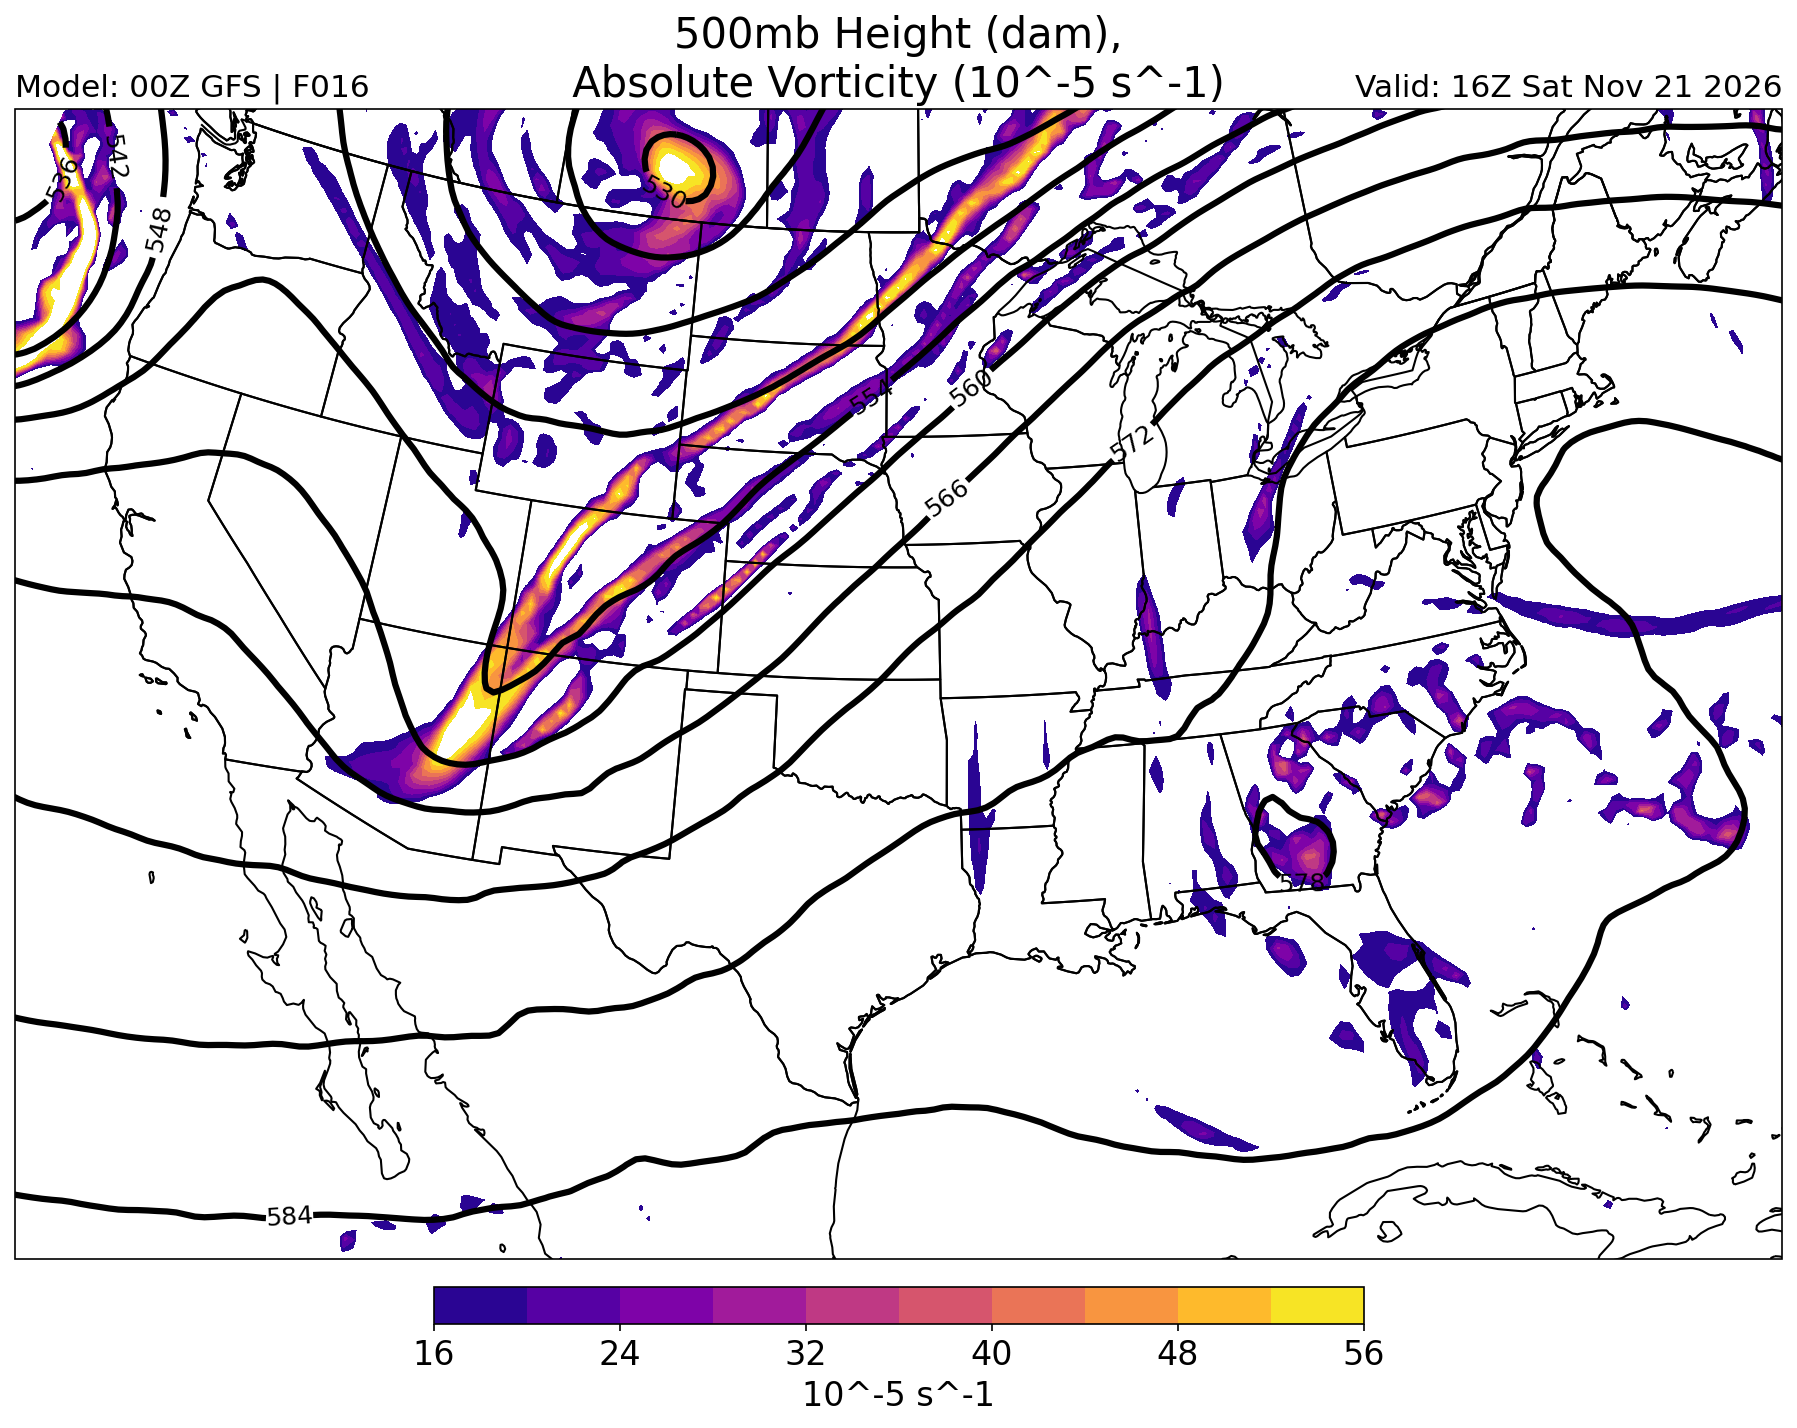 500mb Height (dam),
Absolute Vorticity (10^-5 s^-1)
Model: 00Z GFS | F016
Valid: 16Z Sat Nov 21 2026
536
542
548
530
554
560
566
572
578
584
16 24 32 40 48 56
10^-5 s^-1